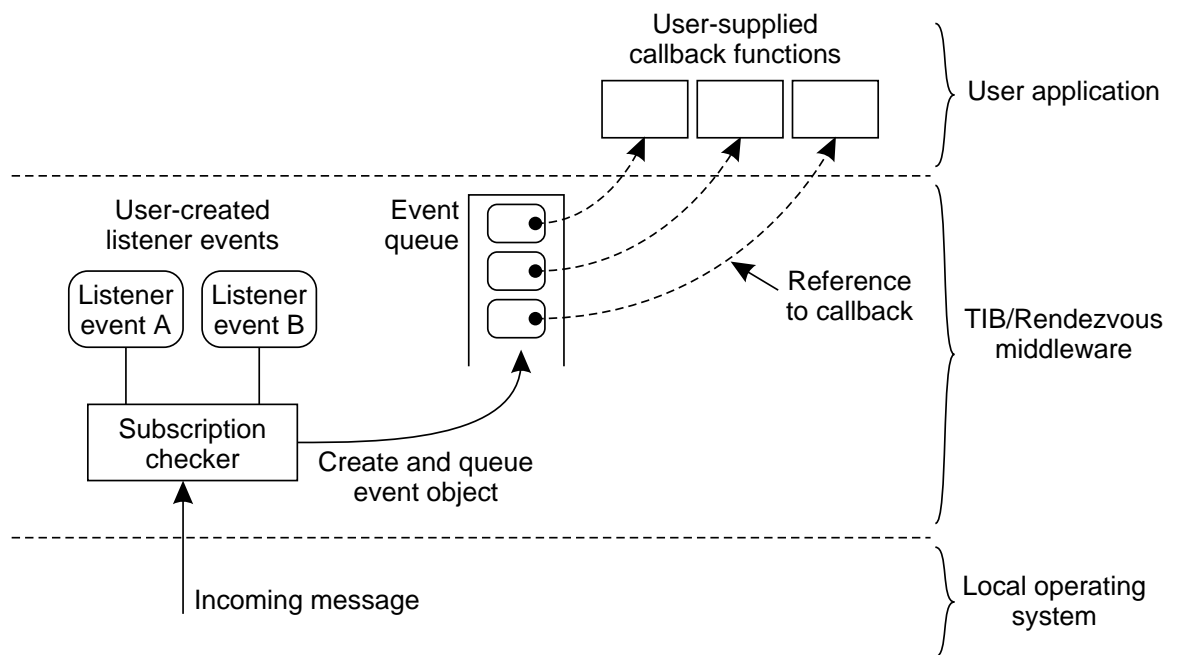 User-supplied
callback functions
User application
User-created
listener events
Event
queue
Listener
event A
Listener
event B
Reference
to callback
TIB/Rendezvous
middleware
Subscription
checker
Create and queue
event object
Incoming message
Local operating
system